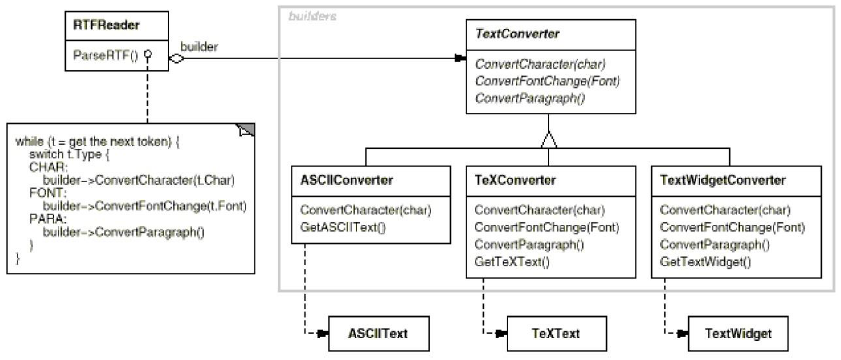 builders
RTFReader
ParseRTF()
builder
TextConverter
ConvertCharacter(char)
ConvertFontChange(Font)
ConvertParagraph()
while (t = get the next token) {
switch t.Type {
CHAR:
builder->ConvertCharacter(t.Char)
FONT:
builder->ConvertFontChange(t.Font)
PARA:
builder->ConvertParagraph()
}
}
ASCIIConverter
ConvertCharacter(char)
GetASCIIText()
TeXConverter
ConvertCharacter(char)
ConvertFontChange(Font)
ConvertParagraph()
GetTeXText()
TextWidgetConverter
ConvertCharacter(char)
ConvertFontChange(Font)
ConvertParagraph()
GetTextWidget()
ASCIIText
TeXText
TextWidget